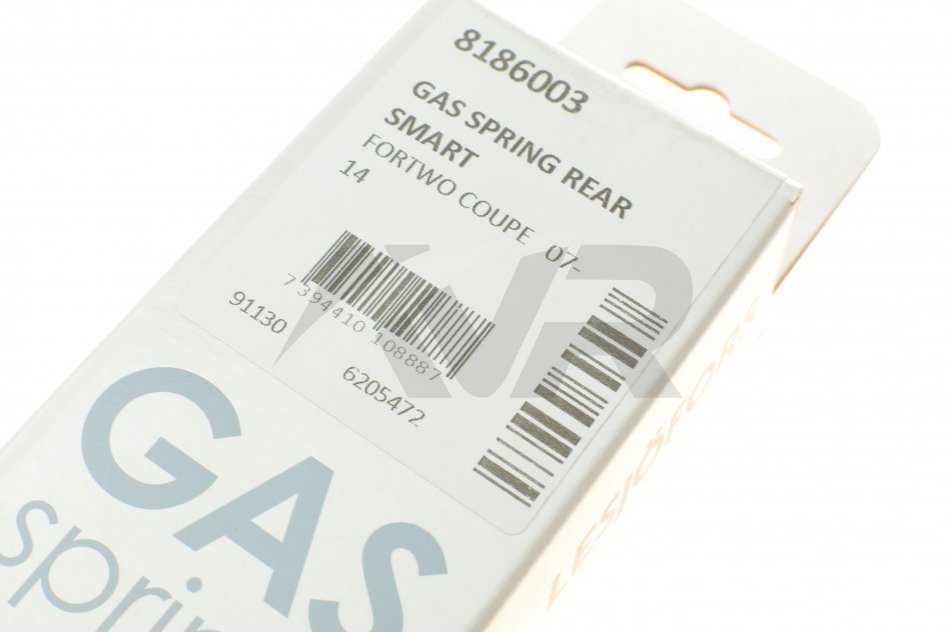 8186003
GAS SPRING REAR
SMART
FORTWO COUPE 07-
14
7 394410 108887
91130
6205472
GAS
sprin
LESJÖFORS